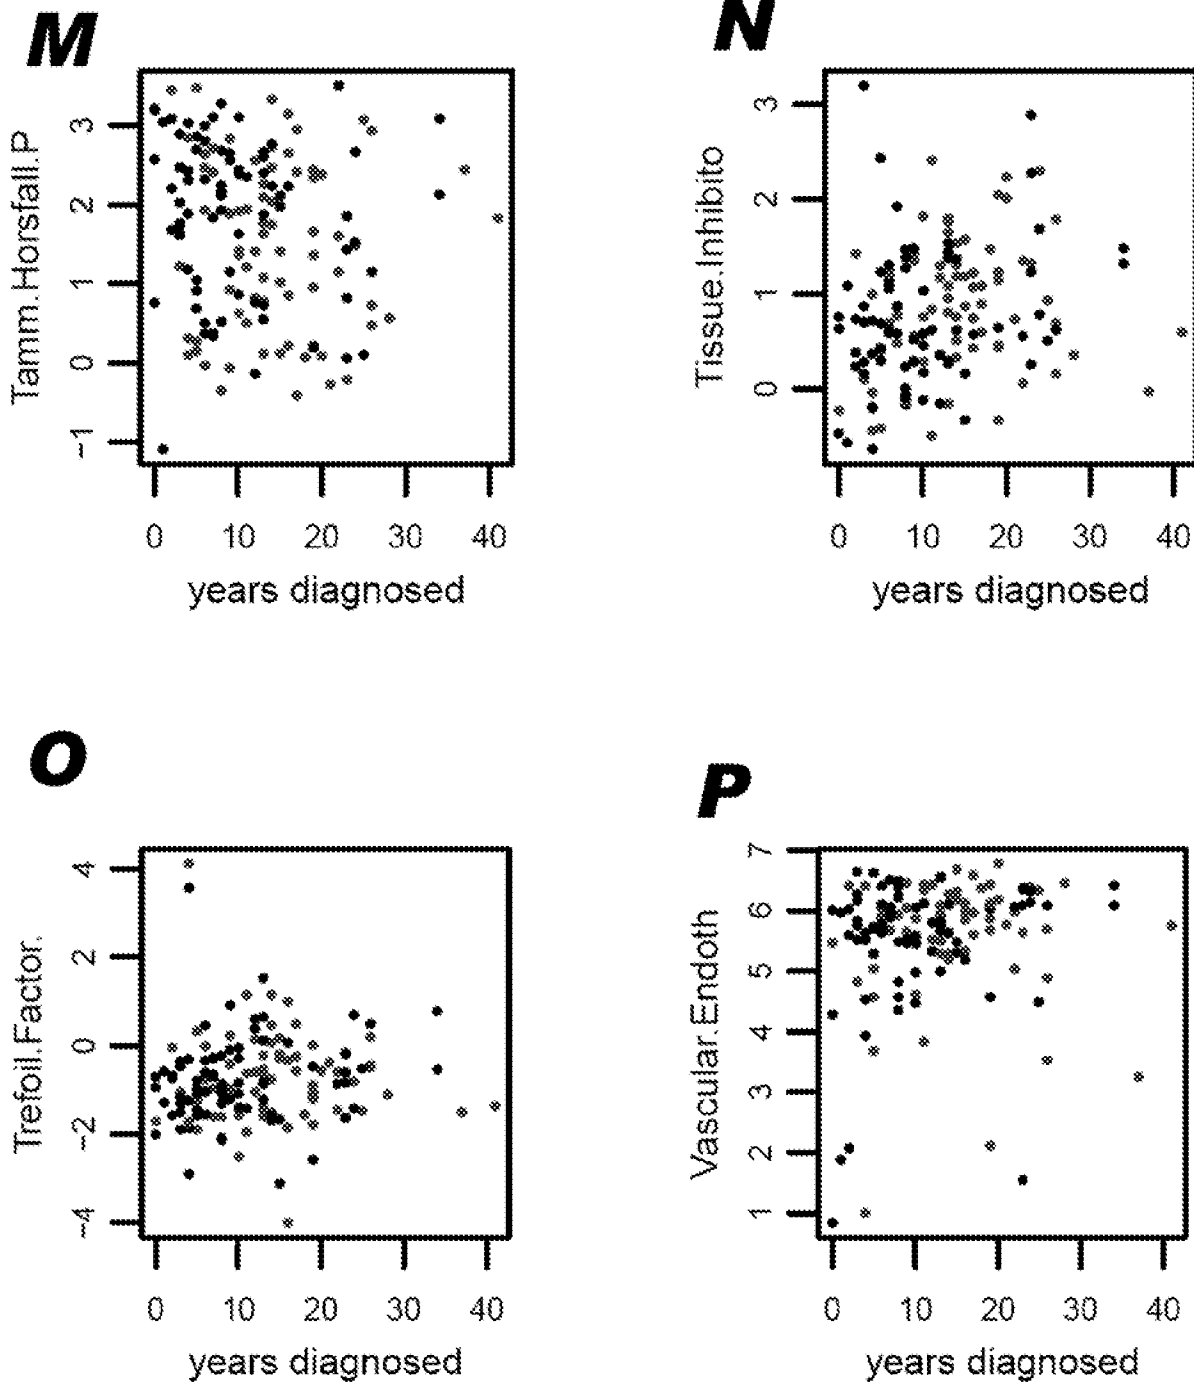 M
Tamm.Horsfall.P
3
2
1
0
−1
0 10 20 30 40
years diagnosed
N
Tissue.Inhibito
3
2
1
0
0 10 20 30 40
years diagnosed
O
Trefoil.Factor.
4
2
0
−2
−4
0 10 20 30 40
years diagnosed
P
Vascular.Endoth
7
6
5
4
3
2
1
0 10 20 30 40
years diagnosed